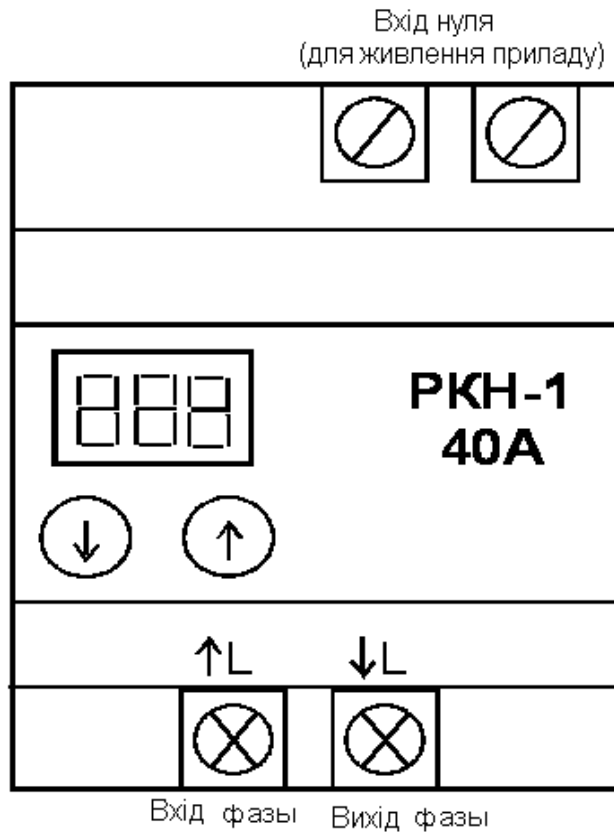 Вхід нуля
(для живлення приладу)
РКН-1
40А
↑L ↓L
Вхід фазы Вихід фазы